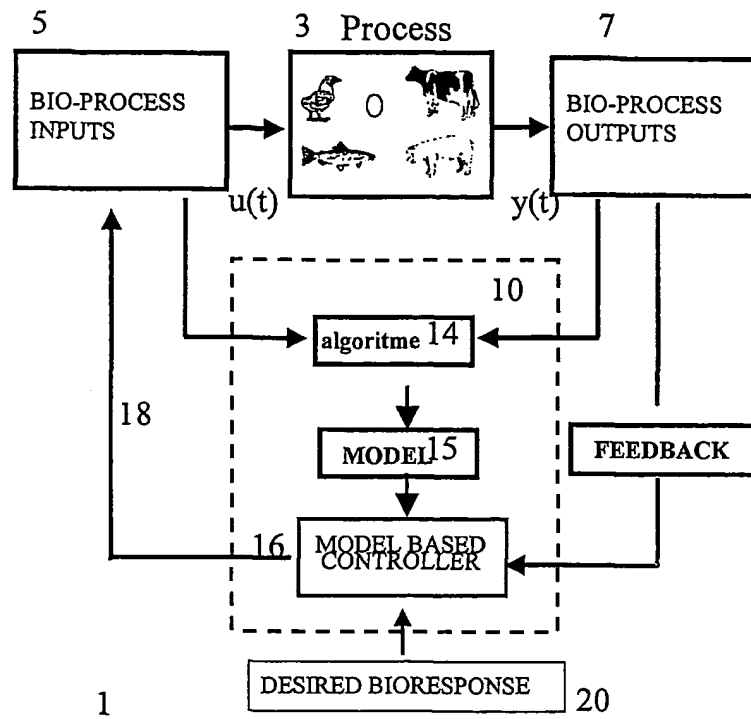 5
3 Process
7
BIO-PROCESS
INPUTS
0
BIO-PROCESS
OUTPUTS
u(t)
y(t)
10
algoritme 14
18
MODEL 15
FEEDBACK
16
MODEL BASED
CONTROLLER
1
DESIRED BIORESPONSE
20